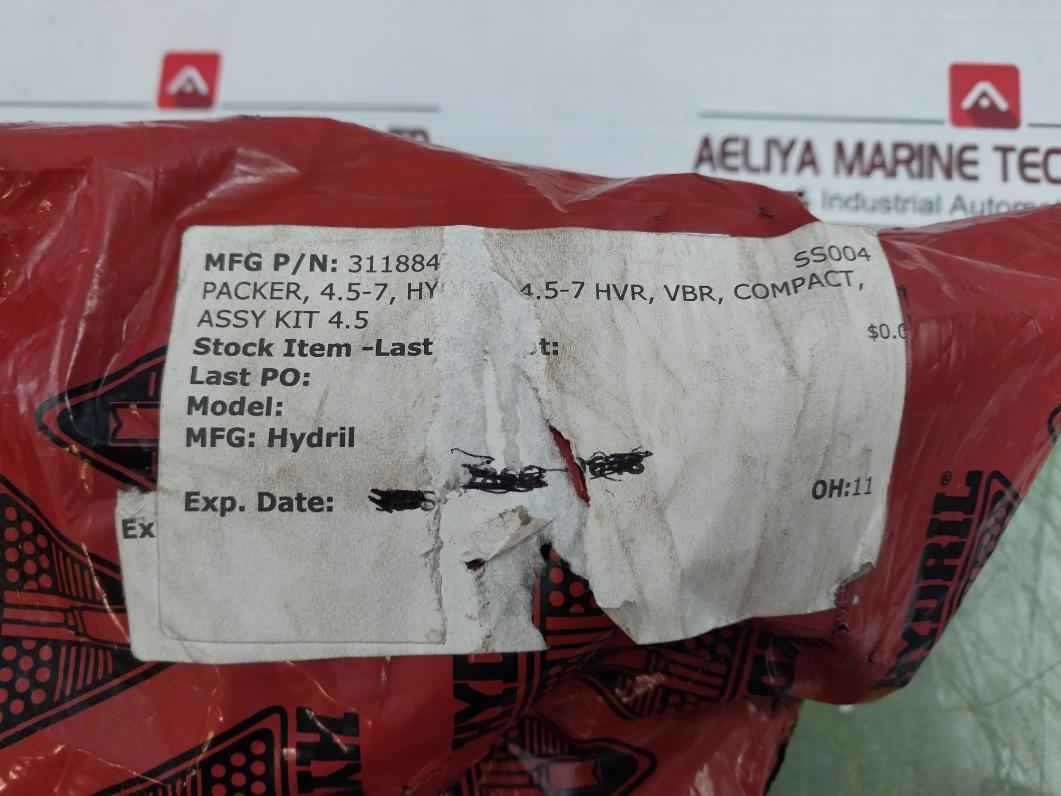 AELIYA MARINE TEC
Industrial Autom
MFG P/N: 311884
SS004
PACKER, 4.5-7, HY 4.5-7 HVR, VBR, COMPACT,
ASSY KIT 4.5
$0.0
Stock Item -Last t:
Last PO:
Model:
MFG: Hydril
Exp. Date:
OH:11
Ex
HYDRIL®